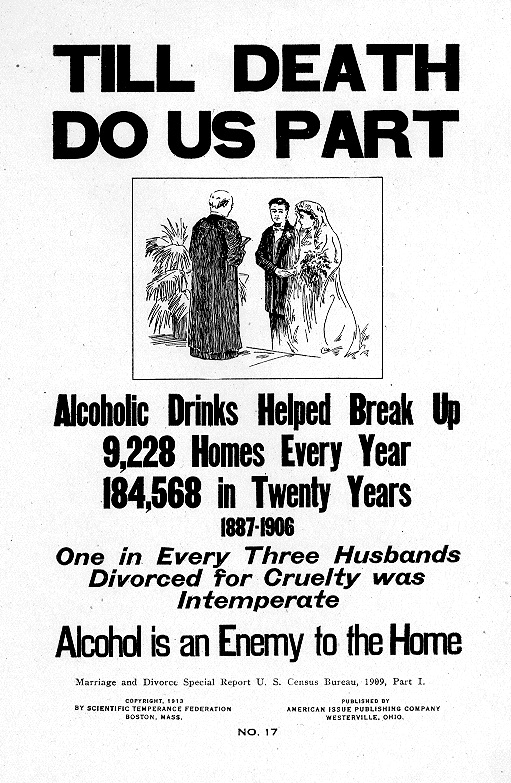 TILL DEATH
DO US PART
Alcoholic Drinks Helped Break Up
9,228 Homes Every Year
184,568 in Twenty Years
1887-1906
One in Every Three Husbands
Divorced for Cruelty was
Intemperate
Alcohol is an Enemy to the Home
Marriage and Divorce Special Report U. S. Census Bureau, 1909, Part I.
COPYRIGHT, 1913
BY SCIENTIFIC TEMPERANCE FEDERATION
BOSTON, MASS.
PUBLISHED BY
AMERICAN ISSUE PUBLISHING COMPANY
WESTERVILLE, OHIO.
NO. 17